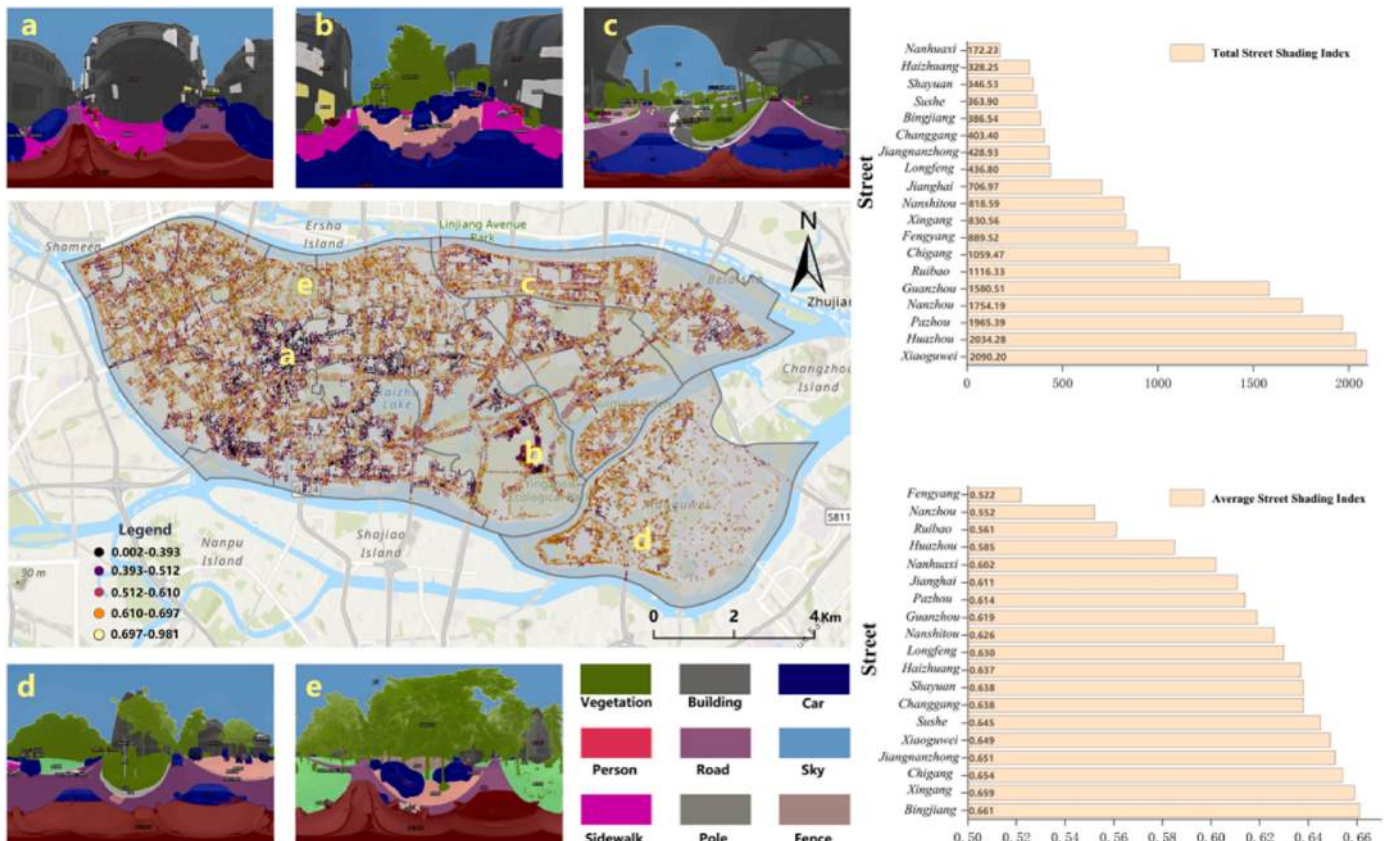 a
b
c
Nanhuaxi 172.23
Total Street Shading Index
Haizhuang 328.25
Shayuan 346.53
Sushe 363.90
Bingjiang 386.54
Changgang 403.40
Jiangnanzhong 428.93
Longfeng 436.80
Jianghai 706.97
Nanshitou 818.59
Xingang 830.56
Fengyang 889.52
Chigang 1059.47
Ruibao 1116.33
Guanzhou 1580.51
Nanzhou 1754.19
Pazhou 1965.39
Huazhou 2034.28
Xiaoguwei 2090.20
Street
0 500 1000 1500 2000
Shameen
Ersha
Island
Linjiang Avenue
Park
N
Zhujian
e
c
a
Haizhu
Lake
Changzhou
Island
b
d
S811
Legend
0.002-0.393
0.393-0.512
0.512-0.610
0.610-0.697
0.697-0.981
90 m
Nanpu
Island
Shajiao
Island
0 2 4 Km
Fengyang 0.522
Average Street Shading Index
Nanzhou 0.552
Ruibao 0.561
Huazhou 0.585
Nanhuaxi 0.602
Jianghai 0.611
Pazhou 0.614
Guanzhou 0.619
Nanshitou 0.626
Longfeng 0.630
Haizhuang 0.637
Shayuan 0.638
Changgang 0.638
Sushe 0.645
Xiaoguwei 0.649
Jiangnanzhong 0.651
Chigang 0.654
Xingang 0.659
Bingjiang 0.661
Street
0.50 0.52 0.54 0.56 0.58 0.60 0.62 0.64 0.66
d
e
Vegetation Building Car
Person Road Sky
Sidewalk Pole Fence